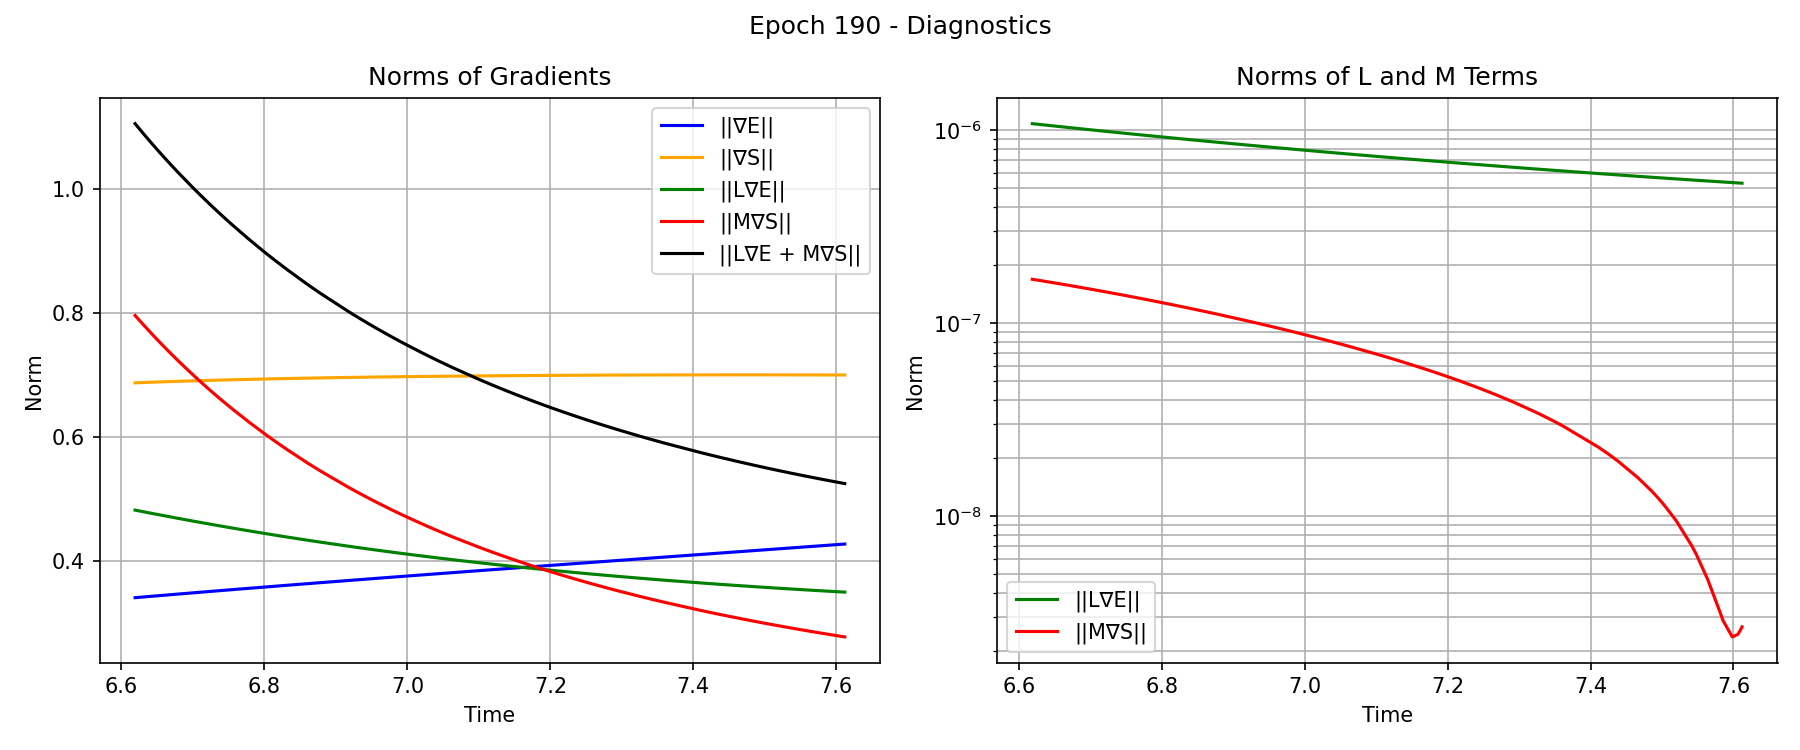 Epoch 190 - Diagnostics
Norms of Gradients
Norm
1.0
0.8
0.6
0.4
6.6 6.8 7.0 7.2 7.4 7.6
Time
||∇E||
||∇S||
||L∇E||
||M∇S||
||L∇E + M∇S||
Norms of L and M Terms
Norm
10⁻⁶
10⁻⁷
10⁻⁸
6.6 6.8 7.0 7.2 7.4 7.6
Time
||L∇E||
||M∇S||